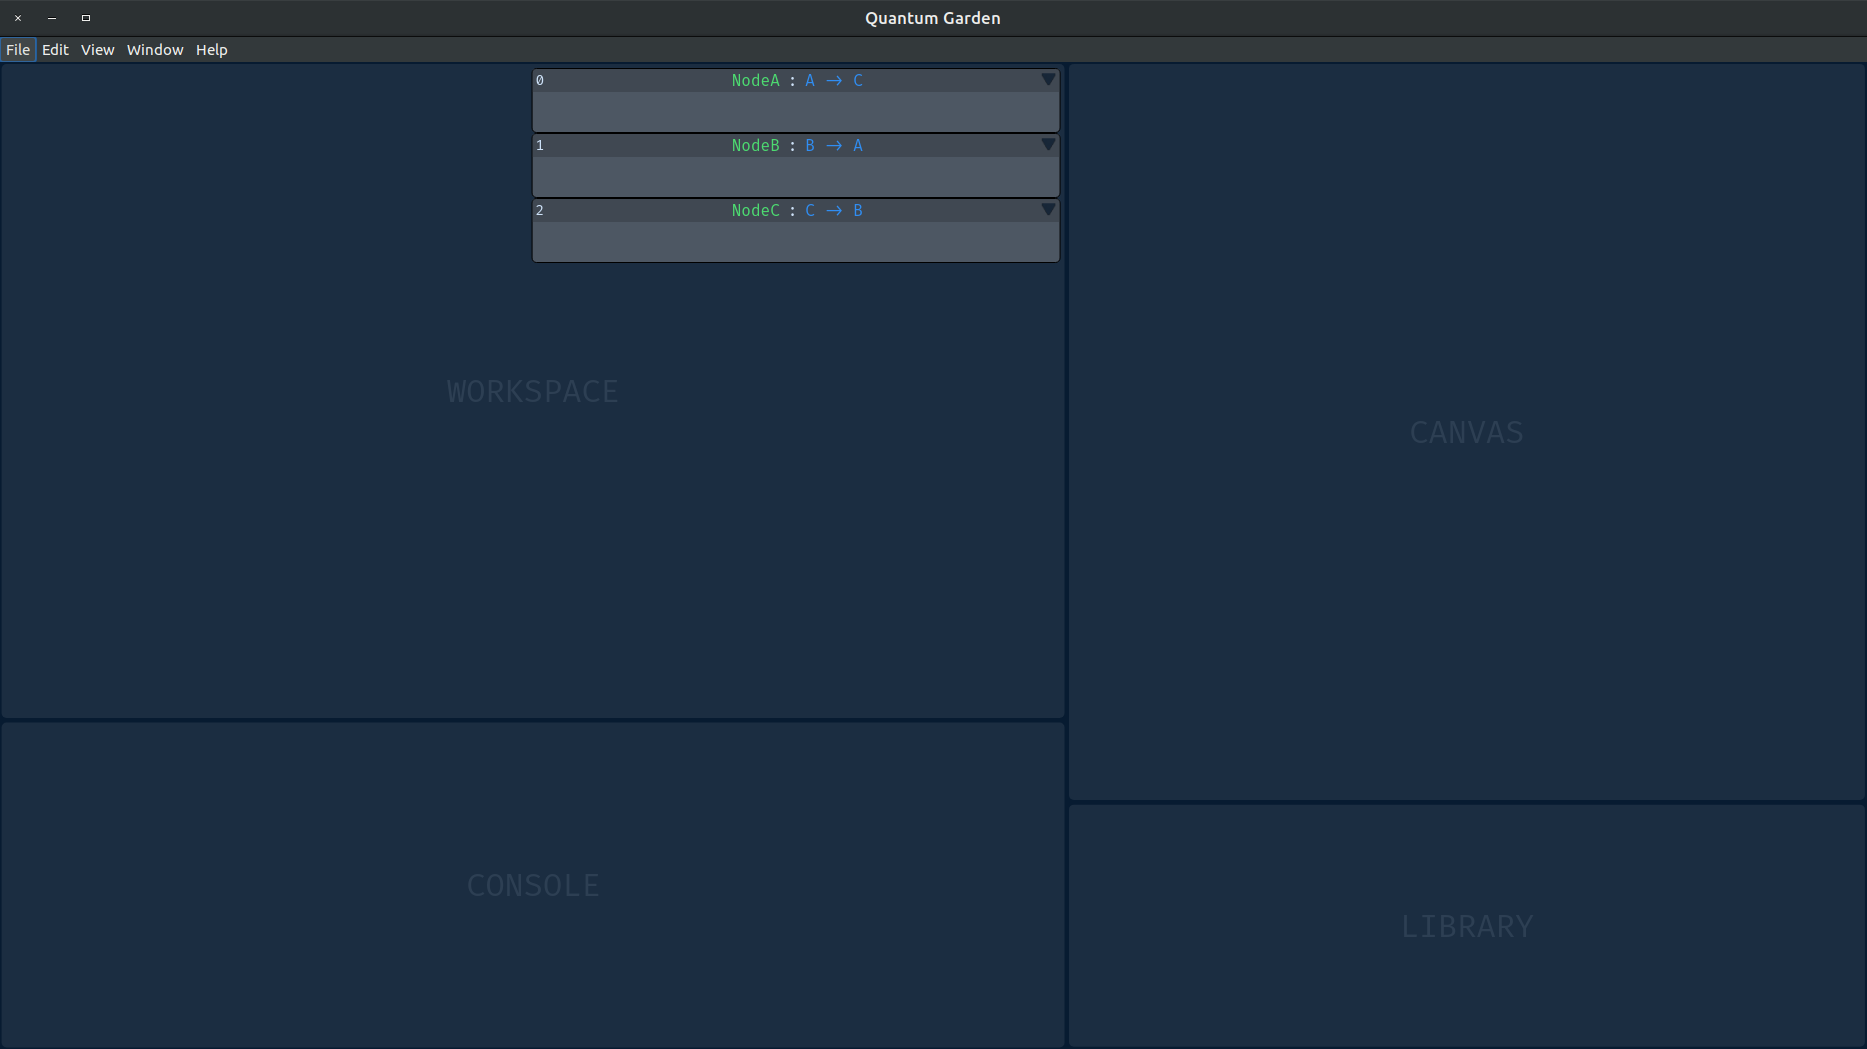 Quantum Garden
File Edit View Window Help
0 NodeA : A → C
1 NodeB : B → A
2 NodeC : C → B
WORKSPACE
CANVAS
CONSOLE
LIBRARY